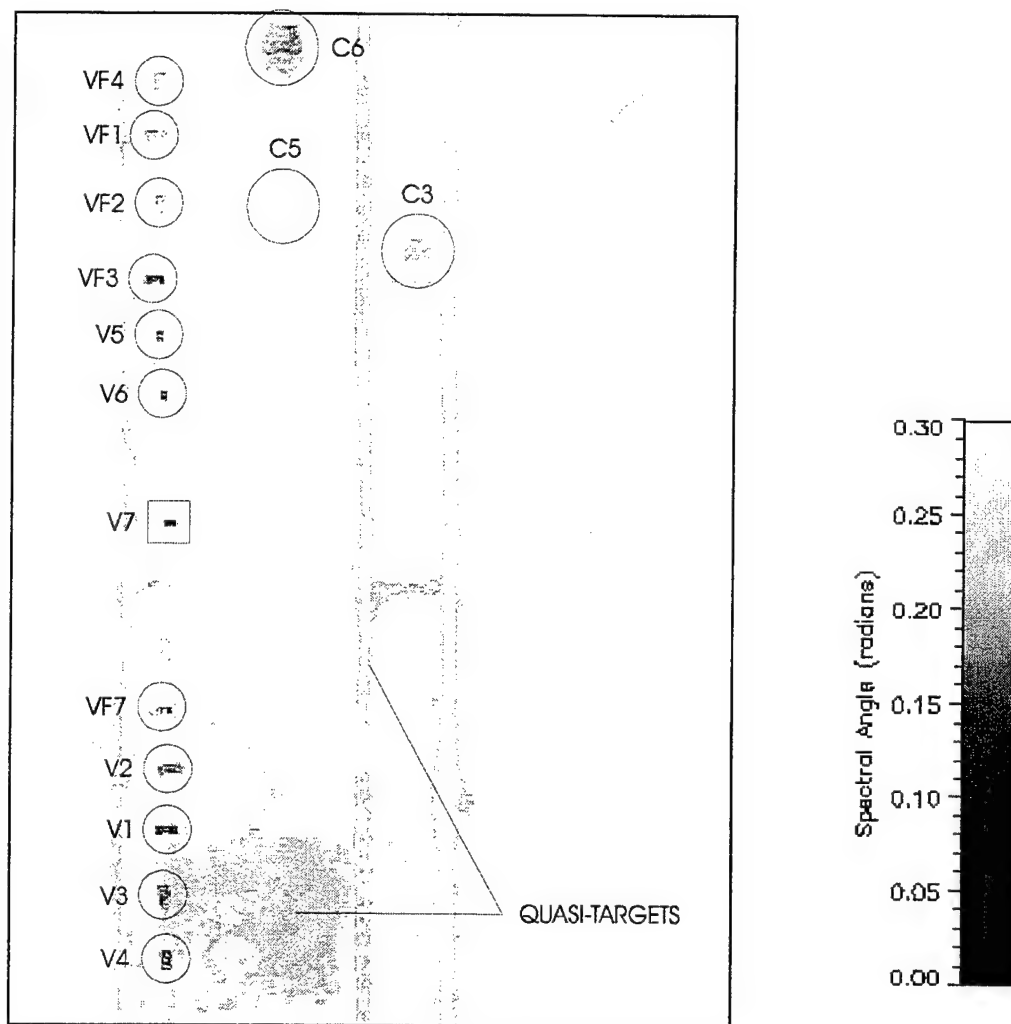 C6
VF4
VF1
C5
VF2
C3
VF3
V5
V6
V7
VF7
V2
V1
V3
QUASI-TARGETS
V4
0.30
0.25
0.20
0.15
0.10
0.05
0.00
Spectral Angle (radians)